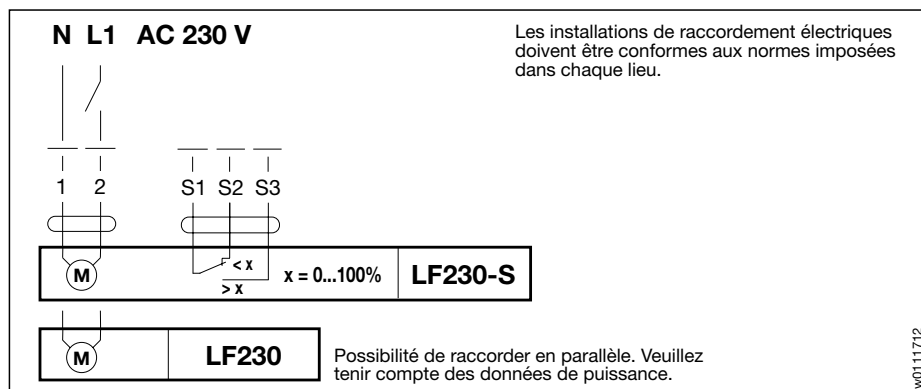 N L1 AC 230 V
Les installations de raccordement électriques
doivent être conformes aux normes imposées
dans chaque lieu.
1 2 S1 S2 S3
M
< x
> x
x = 0...100%
LF230-S
M
LF230
Possibilité de raccorder en parallèle. Veuillez
tenir compte des données de puissance.
w0111712